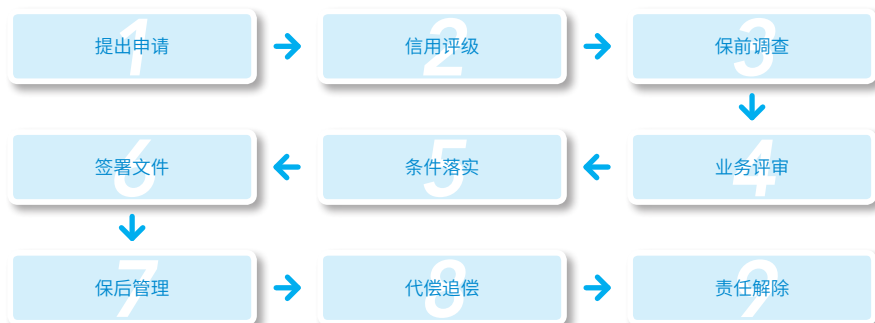 1 提出申请
2 信用评级
3 保前调查
4 业务评审
5 条件落实
6 签署文件
7 保后管理
8 代偿追偿
9 责任解除